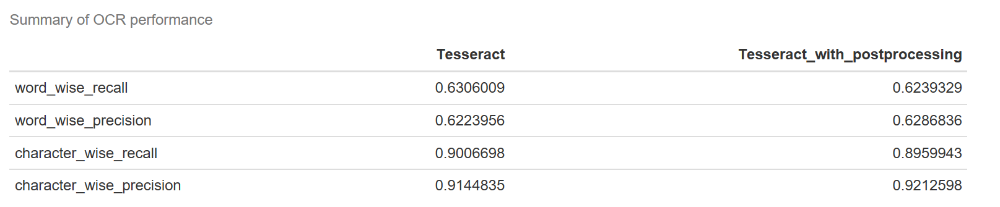 Summary of OCR performance
Tesseract Tesseract_with_postprocessing
word_wise_recall 0.6306009 0.6239329
word_wise_precision 0.6223956 0.6286836
character_wise_recall 0.9006698 0.8959943
character_wise_precision 0.9144835 0.9212598